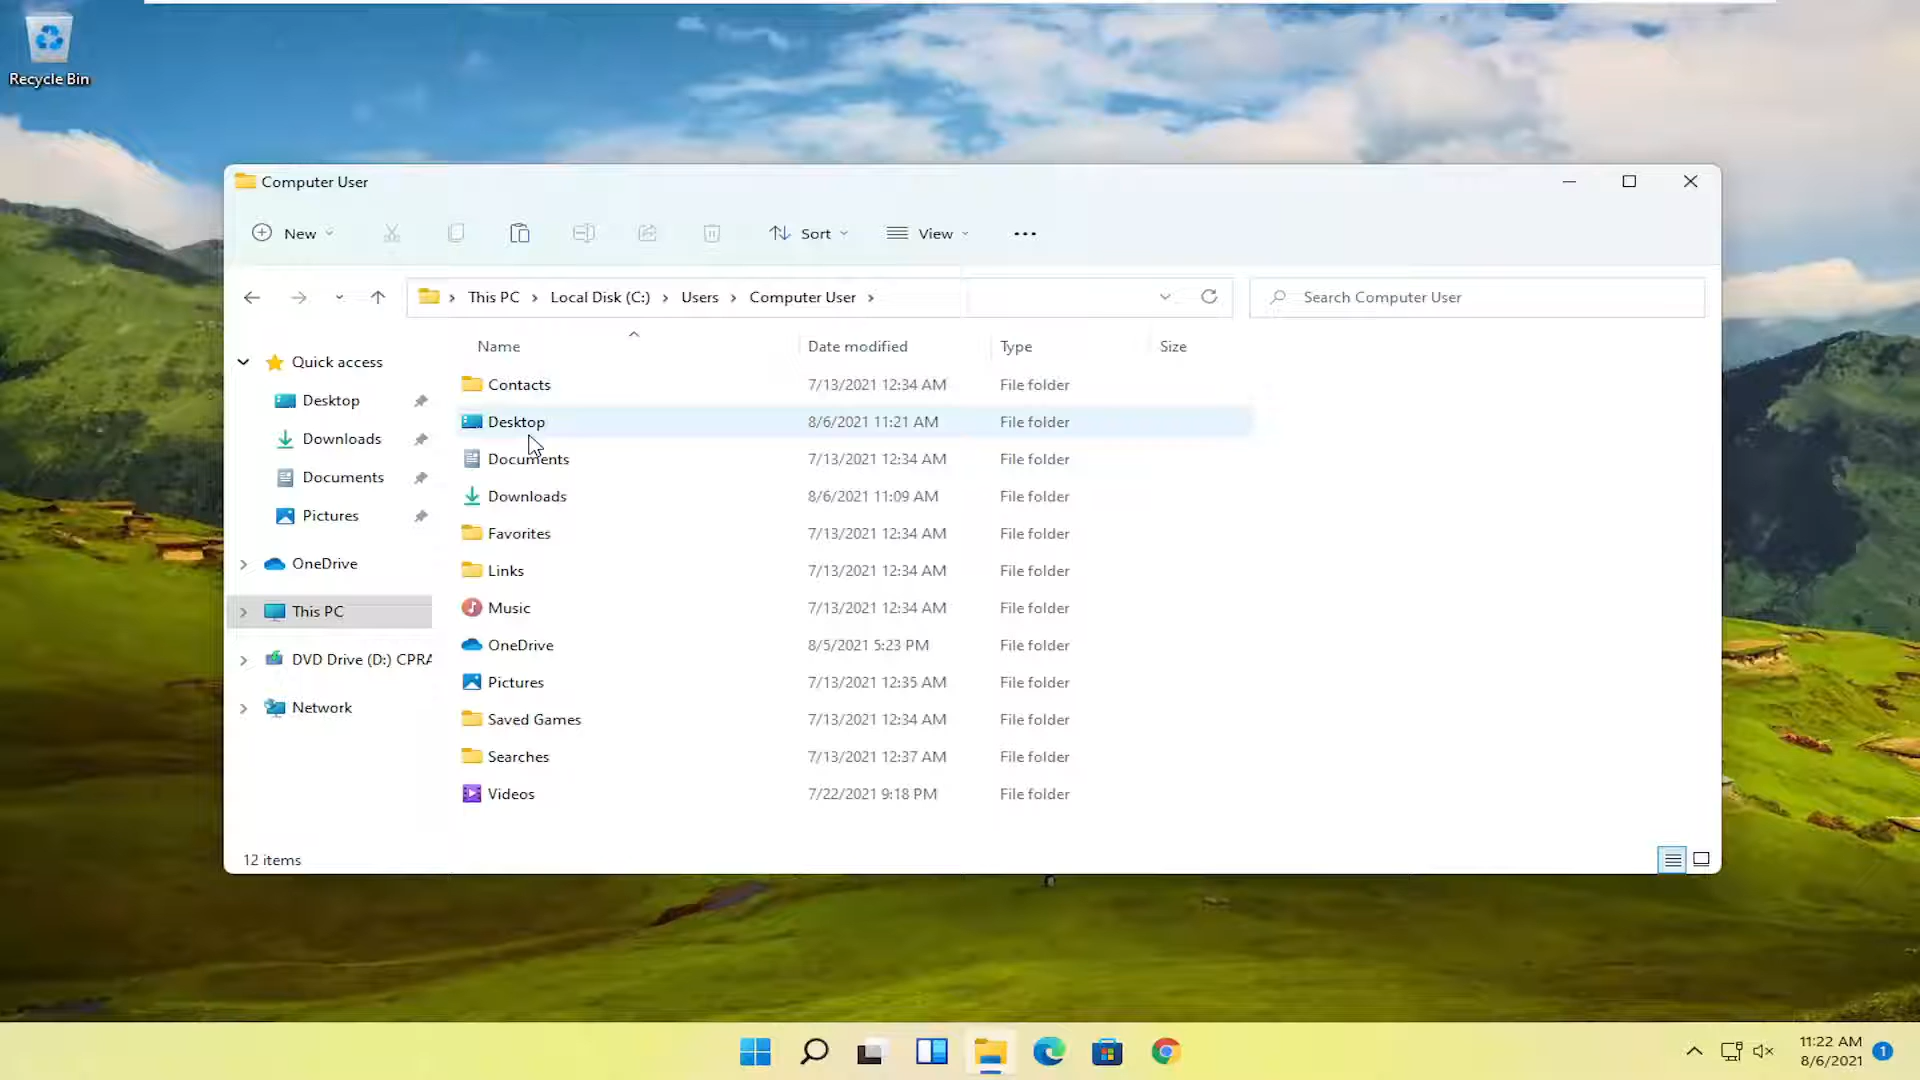 Recycle Bin
Computer User
New
Sort
View
This PC
Local Disk (C:)
Users
Computer User
Search Computer User
Name
Date modified
Type
Size
Quick access
Desktop
Downloads
Documents
Pictures
OneDrive
This PC
DVD Drive (D:) CPRA
Network
Contacts 7/13/2021 12:34 AM File folder
Desktop 8/6/2021 11:21 AM File folder
Documents 7/13/2021 12:34 AM File folder
Downloads 8/6/2021 11:09 AM File folder
Favorites 7/13/2021 12:34 AM File folder
Links 7/13/2021 12:34 AM File folder
Music 7/13/2021 12:34 AM File folder
OneDrive 8/5/2021 5:23 PM File folder
Pictures 7/13/2021 12:35 AM File folder
Saved Games 7/13/2021 12:34 AM File folder
Searches 7/13/2021 12:37 AM File folder
Videos 7/22/2021 9:18 PM File folder
12 items
11:22 AM
8/6/2021
1